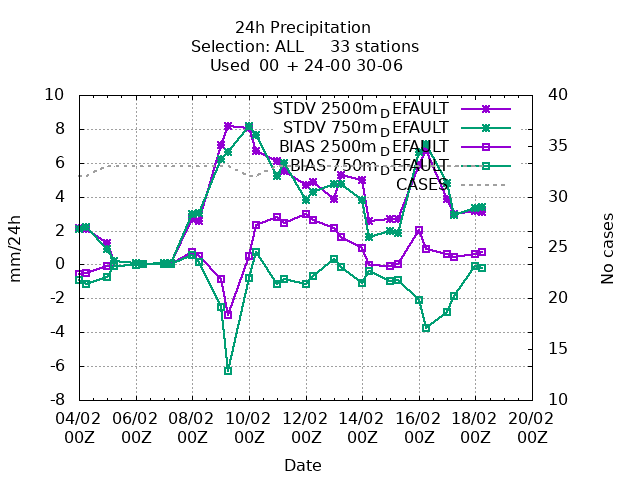 24h Precipitation
Selection: ALL 33 stations
Used 00 + 24-00 30-06
10 40
STDV 2500m_DEFAULT
8 35
STDV 750m_DEFAULT
BIAS 2500m_DEFAULT
6 30
BIAS 750m_DEFAULT
CASES
4
2 25
0
-2 20
-4 15
-6
-8 10
mm/24h
No cases
04/02 06/02 08/02 10/02 12/02 14/02 16/02 18/02 20/02
00Z 00Z 00Z 00Z 00Z 00Z 00Z 00Z 00Z
Date